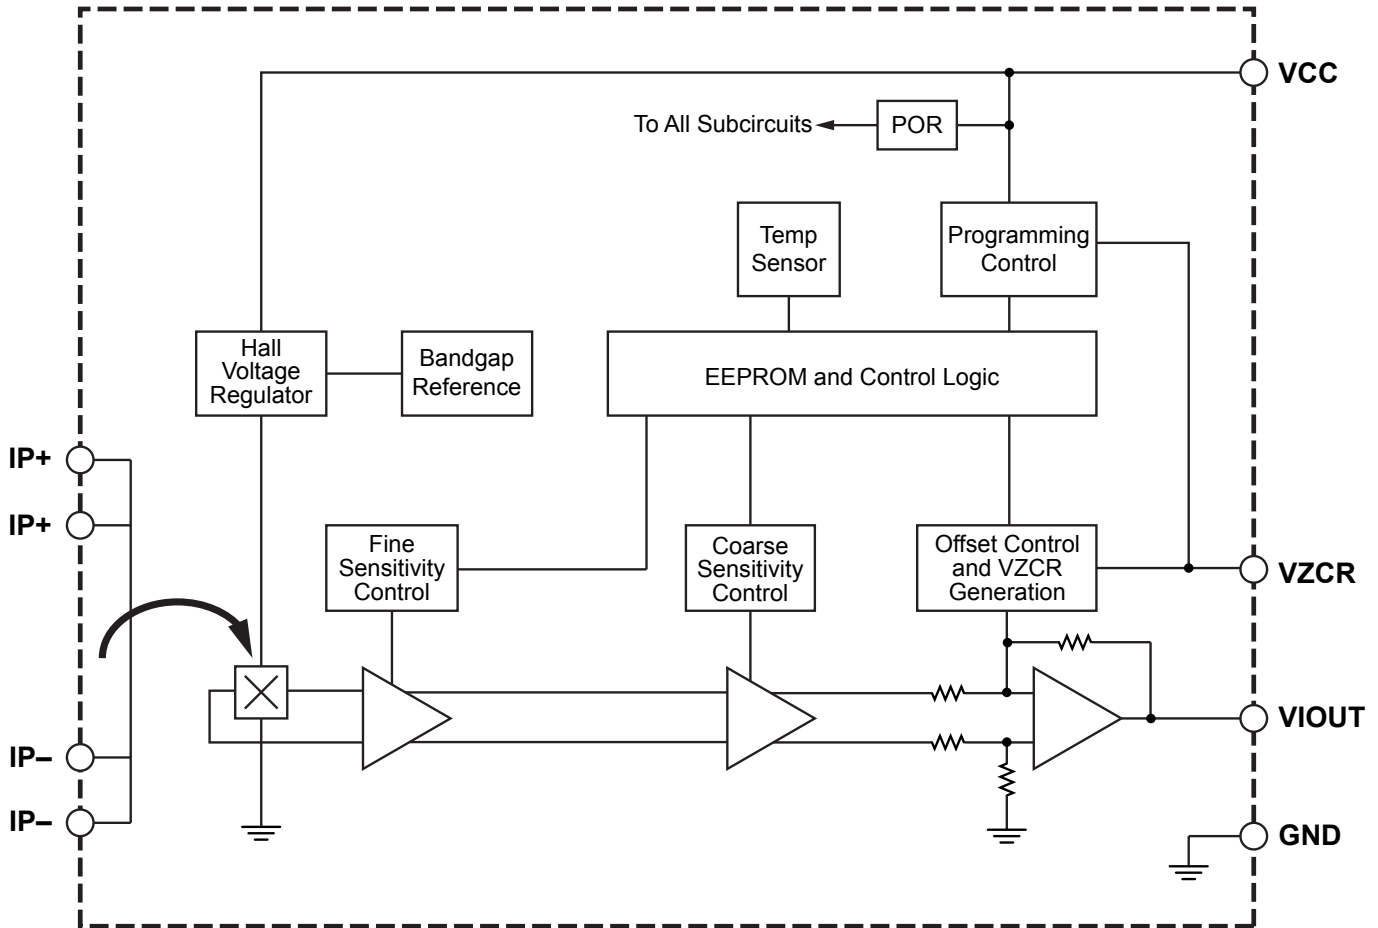 VCC
To All Subcircuits
POR
Temp
Sensor
Programming
Control
Hall
Voltage
Regulator
Bandgap
Reference
EEPROM and Control Logic
IP+
IP+
Fine
Sensitivity
Control
Coarse
Sensitivity
Control
Offset Control
and VZCR
Generation
VZCR
VIOUT
IP–
IP–
GND